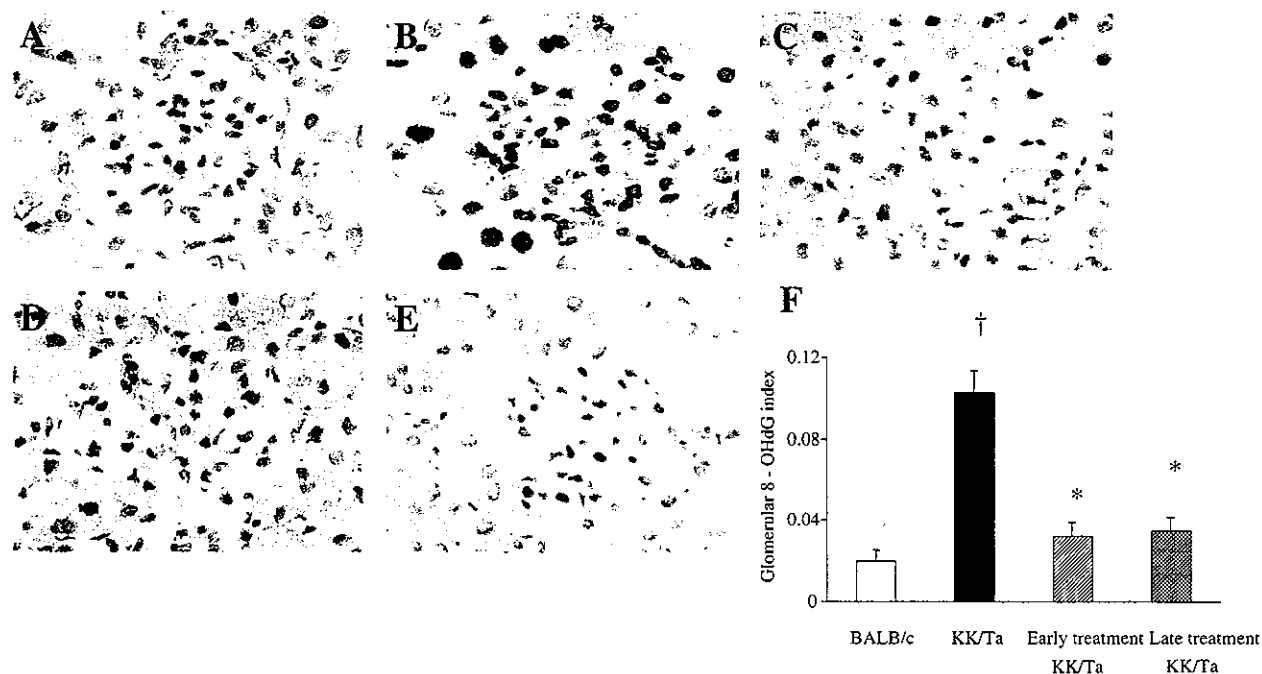 A
B
C
D
E
F
†
0.12
Glomerular 8 - OHdG index
0.08
*
*
0.04
0
BALB/c
KK/Ta
Early treatment
KK/Ta
Late treatment
KK/Ta